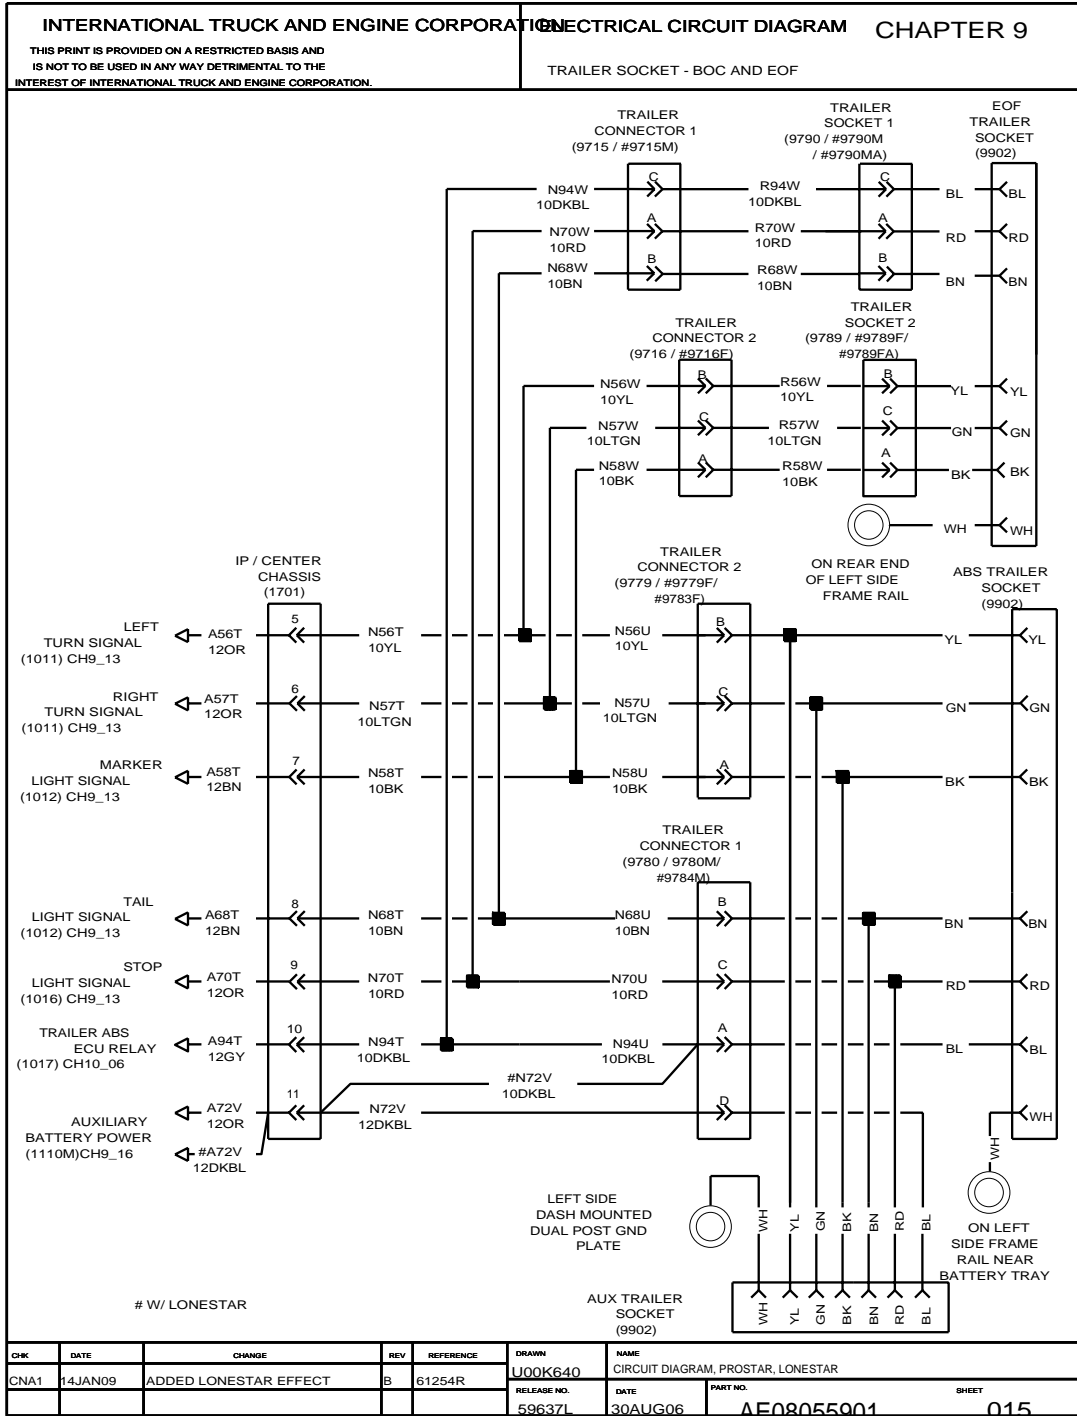 INTERNATIONAL TRUCK AND ENGINE CORPORATION
THIS PRINT IS PROVIDED ON A RESTRICTED BASIS AND
IS NOT TO BE USED IN ANY WAY DETRIMENTAL TO THE
INTEREST OF INTERNATIONAL TRUCK AND ENGINE CORPORATION.
ELECTRICAL CIRCUIT DIAGRAM
CHAPTER 9
TRAILER SOCKET - BOC AND EOF
TRAILER
CONNECTOR 1
(9715 / #9715M)
TRAILER
SOCKET 1
(9790 / #9790M
/ #9790MA)
EOF
TRAILER
SOCKET
(9902)
N94W
10DKBL
C
R94W
10DKBL
C
BL
BL
N70W
10RD
A
R70W
10RD
A
RD
RD
N68W
10BN
B
R68W
10BN
B
BN
BN
TRAILER
CONNECTOR 2
(9716 / #9716F)
TRAILER
SOCKET 2
(9789 / #9789F/
#9789FA)
N56W
10YL
B
R56W
10YL
B
YL
YL
N57W
10LTGN
C
R57W
10LTGN
C
GN
GN
N58W
10BK
A
R58W
10BK
A
BK
BK
WH
WH
ON REAR END
OF LEFT SIDE
FRAME RAIL
IP / CENTER
CHASSIS
(1701)
TRAILER
CONNECTOR 2
(9779 / #9779F/
#9783F)
ABS TRAILER
SOCKET
(9902)
LEFT
TURN SIGNAL
(1011) CH9_13
A56T
12OR
5
N56T
10YL
N56U
10YL
B
YL
YL
RIGHT
TURN SIGNAL
(1011) CH9_13
A57T
12OR
6
N57T
10LTGN
N57U
10LTGN
C
GN
GN
MARKER
LIGHT SIGNAL
(1012) CH9_13
A58T
12BN
7
N58T
10BK
N58U
10BK
A
BK
BK
TRAILER
CONNECTOR 1
(9780 / 9780M/
#9784M)
TAIL
LIGHT SIGNAL
(1012) CH9_13
A68T
12BN
8
N68T
10BN
N68U
10BN
B
BN
BN
STOP
LIGHT SIGNAL
(1016) CH9_13
A70T
12OR
9
N70T
10RD
N70U
10RD
C
RD
RD
TRAILER ABS
ECU RELAY
(1017) CH10_06
A94T
12GY
10
N94T
10DKBL
N94U
10DKBL
A
BL
BL
#N72V
10DKBL
AUXILIARY
BATTERY POWER
(1110M)CH9_16
A72V
12OR
11
N72V
12DKBL
D
WH
#A72V
12DKBL
WH
LEFT SIDE
DASH MOUNTED
DUAL POST GND
PLATE
WH
YL
GN
BK
BN
RD
BL
ON LEFT
SIDE FRAME
RAIL NEAR
BATTERY TRAY
AUX TRAILER
SOCKET
(9902)
WH
YL
GN
BK
BN
RD
BL
# W/ LONESTAR
CHK DATE CHANGE REV REFERENCE
CNA1 14JAN09 ADDED LONESTAR EFFECT B 61254R
DRAWN
U00K640
NAME
CIRCUIT DIAGRAM, PROSTAR, LONESTAR
RELEASE NO.
59637L
DATE
30AUG06
PART NO.
AE08055901
SHEET
015